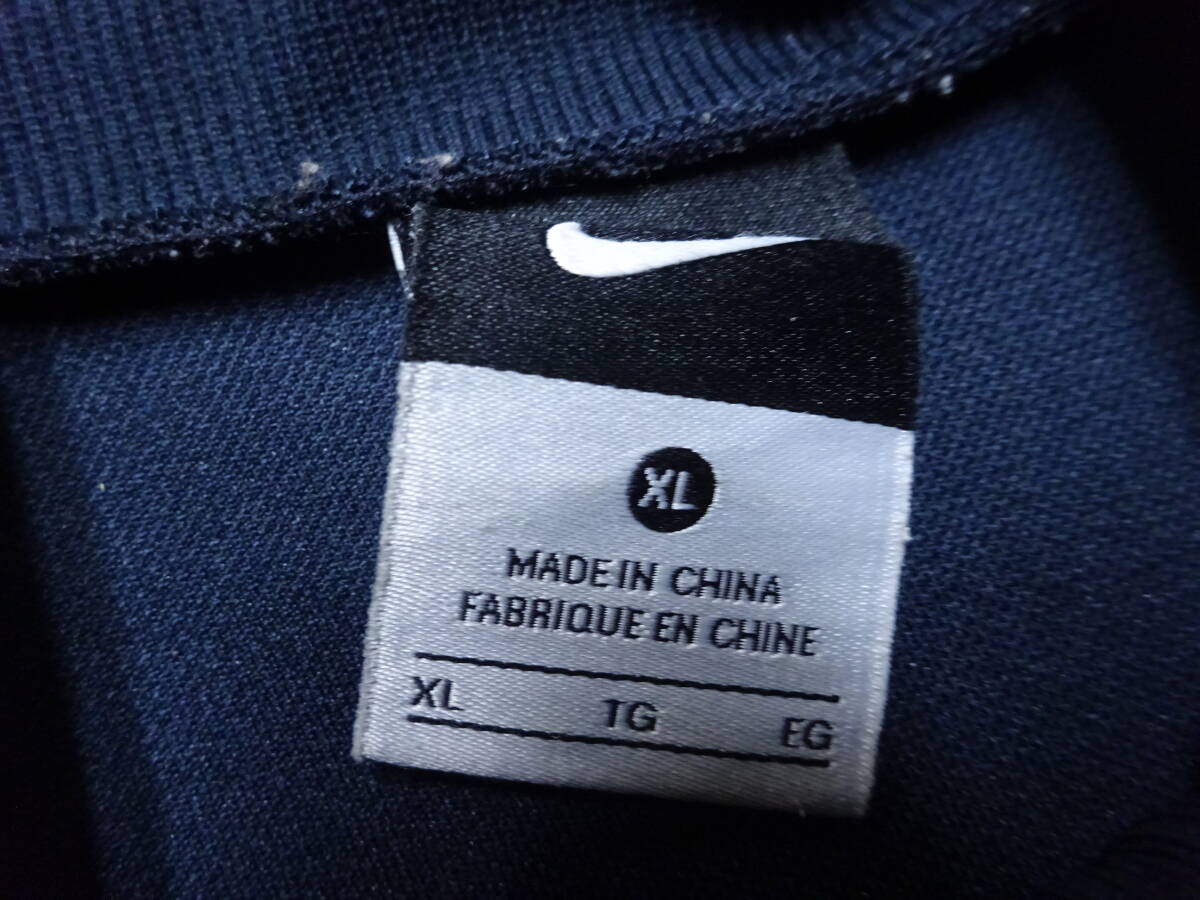 XL
MADE IN CHINA
FABRIQUE EN CHINE
XL TG EG